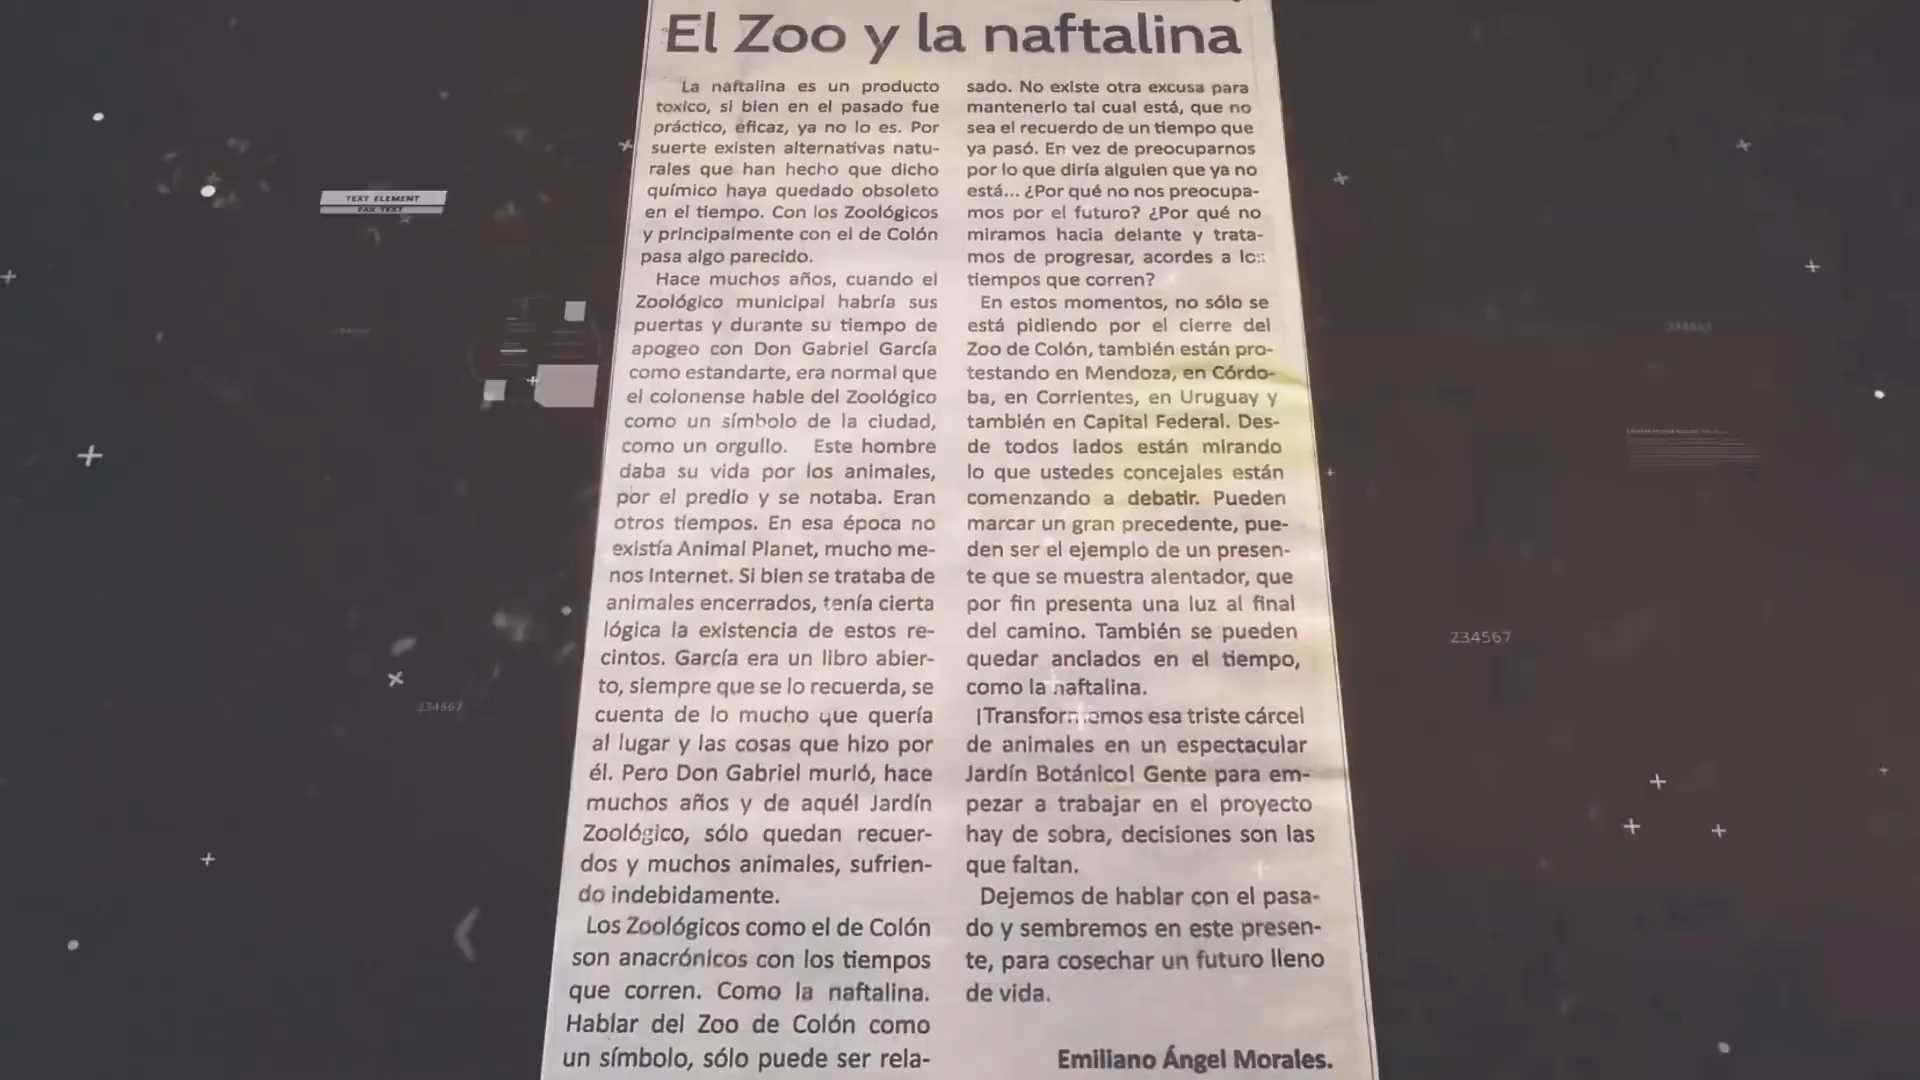 El Zoo y la naftalina
La naftalina es un producto
toxico, si bien en el pasado fue
práctico, eficaz, ya no lo es. Por
suerte existen alternativas natu-
rales que han hecho que dicho
químico haya quedado obsoleto
en el tiempo. Con los Zoológicos
y principalmente con el de Colón
pasa algo parecido.
Hace muchos años, cuando el
Zoológico municipal habría sus
puertas y durante su tiempo de
apogeo con Don Gabriel García
como estandarte, era normal que
el colonense hable del Zoológico
como un símbolo de la ciudad,
como un orgullo. Este hombre
daba su vida por los animales,
por el predio y se notaba. Eran
otros tiempos. En esa época no
existía Animal Planet, mucho me-
nos Internet. Si bien se trataba de
animales encerrados, tenía cierta
lógica la existencia de estos re-
cintos. García era un libro abier-
to, siempre que se lo recuerda, se
cuenta de lo mucho que quería
al lugar y las cosas que hizo por
él. Pero Don Gabriel murió, hace
muchos años y de aquél Jardín
Zoológico, sólo quedan recuer-
dos y muchos animales, sufrien-
do indebidamente.
Los Zoológicos como el de Colón
son anacrónicos con los tiempos
que corren. Como la naftalina.
Hablar del Zoo de Colón como
un símbolo, sólo puede ser rela-
sado. No existe otra excusa para
mantenerlo tal cual está, que no
sea el recuerdo de un tiempo que
ya pasó. En vez de preocuparnos
por lo que diría alguien que ya no
está... ¿Por qué no nos preocupa-
mos por el futuro? ¿Por qué no
miramos hacia delante y trata-
mos de progresar, acordes a los
tiempos que corren?
En estos momentos, no sólo se
está pidiendo por el cierre del
Zoo de Colón, también están pro-
testando en Mendoza, en Córdo-
ba, en Corrientes, en Uruguay y
también en Capital Federal. Des-
de todos lados están mirando
lo que ustedes concejales están
comenzando a debatir. Pueden
marcar un gran precedente, pue-
den ser el ejemplo de un presen-
te que se muestra alentador, que
por fin presenta una luz al final
del camino. También se pueden
quedar anclados en el tiempo,
como la naftalina.
¡Transformemos esa triste cárcel
de animales en un espectacular
Jardín Botánico! Gente para em-
pezar a trabajar en el proyecto
hay de sobra, decisiones son las
que faltan.
Dejemos de hablar con el pasa-
do y sembremos en este presen-
te, para cosechar un futuro lleno
de vida.
Emiliano Ángel Morales.
TEXT ELEMENT
234567
234567